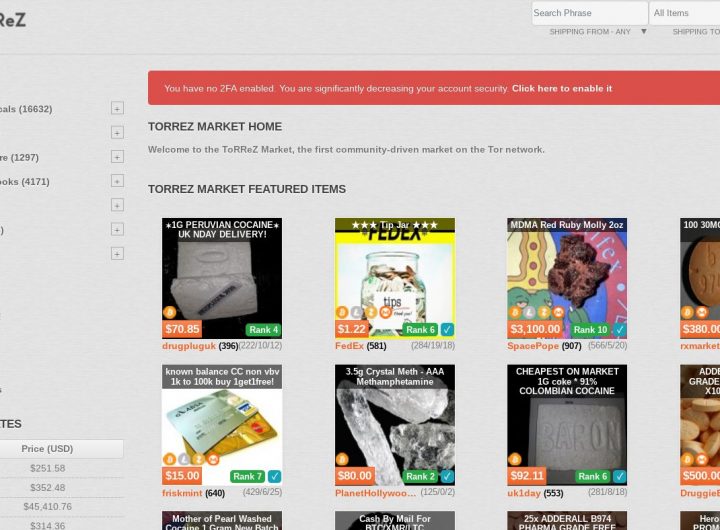 ReZ
Search Phrase
All Items
SHIPPING FROM - ANY ▼
SHIPPING TO
You have no 2FA enabled. You are significantly decreasing your account security. Click here to enable it
cals (16632)
+
+
re (1297)
+
ooks (4171)
+
+
)
+
+
TORREZ MARKET HOME
Welcome to the ToRReZ Market, the first community-driven market on the Tor network.
TORREZ MARKET FEATURED ITEMS
✶1G PERUVIAN COCAINE✶
UK NDAY DELIVERY!
$70.85
Rank 4
drugpluguk (396)(222/10/12)
★★★ Tip Jar ★★★
FEDEX
tips
$1.22
Rank 6 ✓
FedEx (581) (284/19/18)
MDMA Red Ruby Molly 2oz
$3,100.00
Rank 10 ✓
SpacePope (907) (566/5/20)
100 30M
$380.0
rxmarket
known balance CC non vbv
1k to 100k buy 1get1free!
$15.00
Rank 7 ✓
friskmint (640) (429/6/25)
3.5g Crystal Meth - AAA
Methamphetamine
$80.00
Rank 2 ✓
PlanetHollywoo... (125/0/2)
CHEAPEST ON MARKET
1G coke * 91%
COLOMBIAN COCAINE
BARON
$92.11
Rank 6 ✓
uk1day (553) (281/8/18)
ADDE
GRADE
X10
$500.0
DruggieB
s
ATES
Price (USD)
$251.58
$352.48
$45,410.76
$314.36
Mother of Pearl Washed
Cocaine 1 Gram New Batch
Cash By Mail For
BTC/XMR/LTC
25x ADDERALL B974
PHARMA GRADE FREE
Hero
PROM